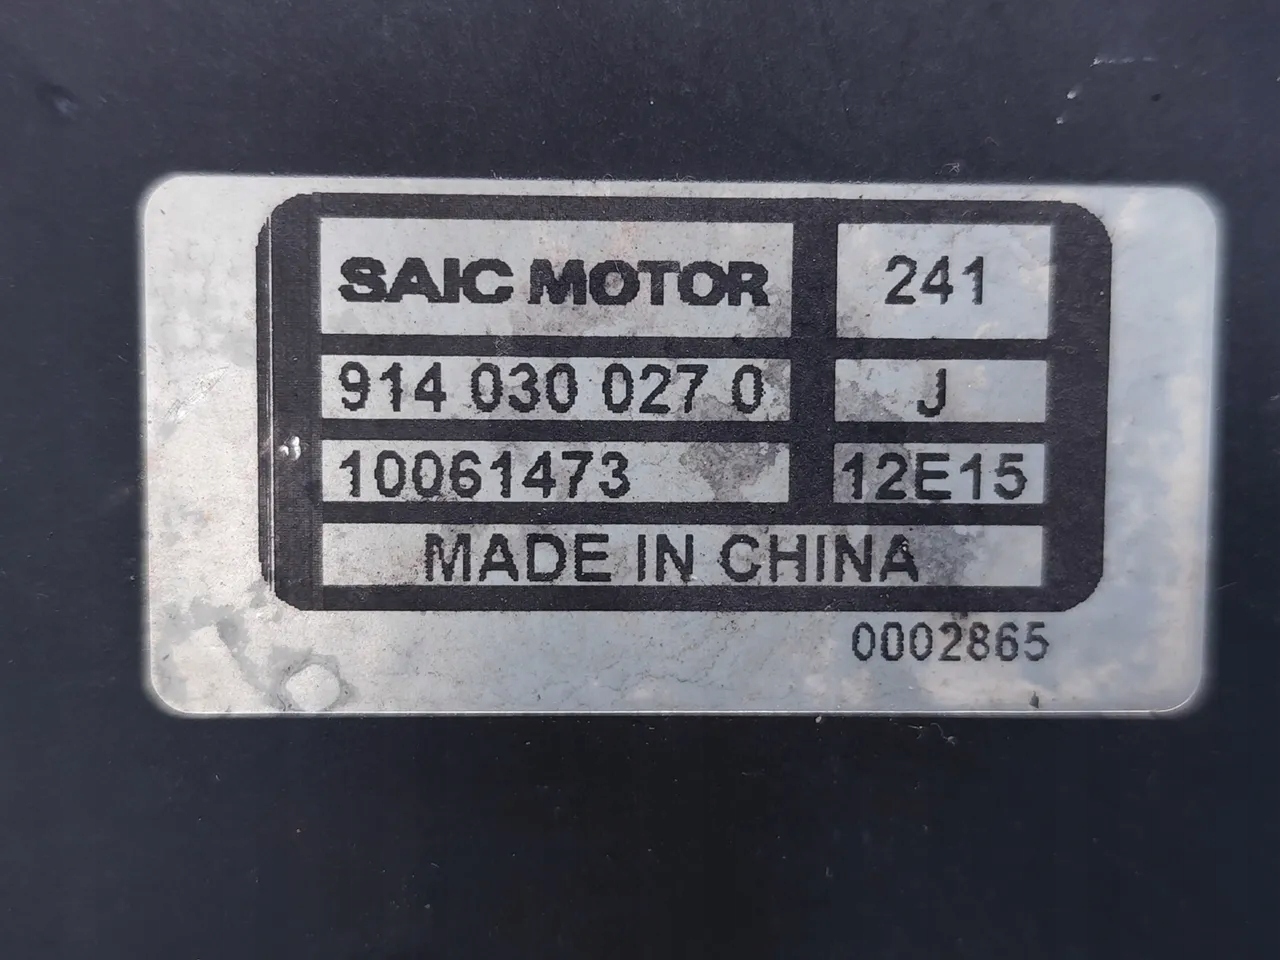 SAIC MOTOR 241
914 030 027 0 J
10061473 12E15
MADE IN CHINA
0002865